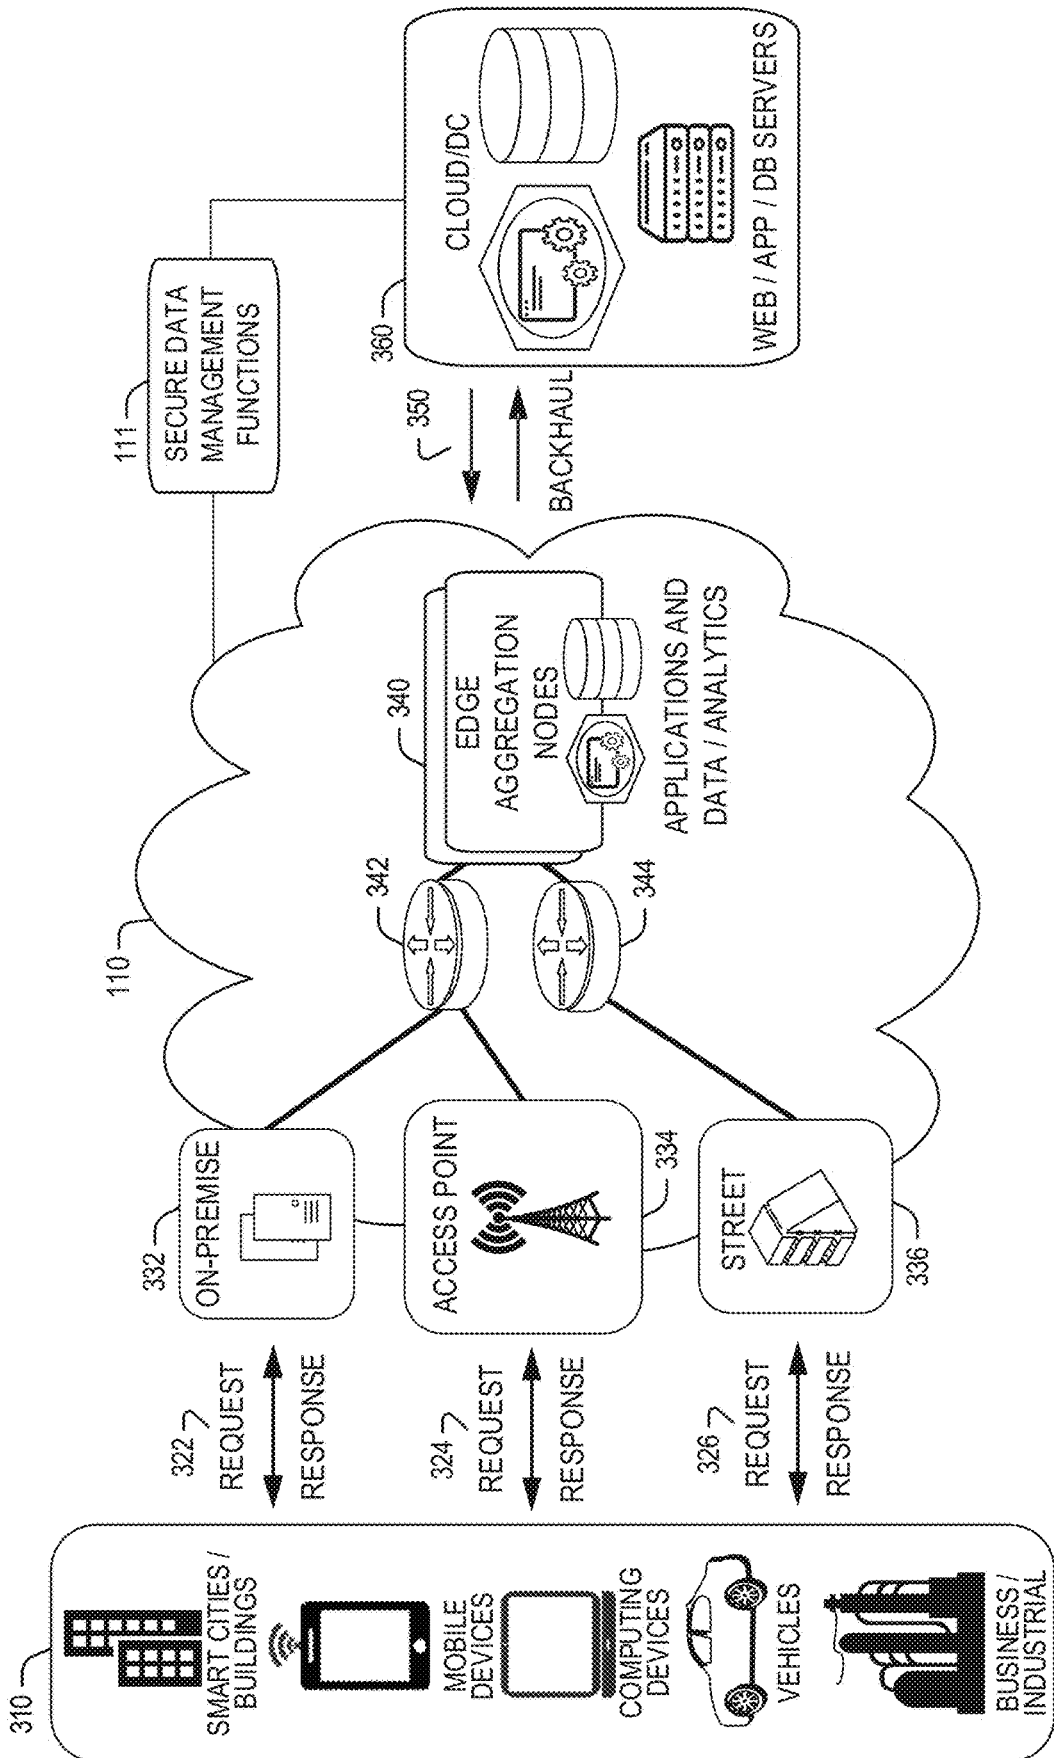 310
SMART CITIES /
BUILDINGS
MOBILE
DEVICES
COMPUTING
DEVICES
VEHICLES
BUSINESS /
INDUSTRIAL
322
REQUEST
RESPONSE
324
REQUEST
RESPONSE
326
REQUEST
RESPONSE
332
ON-PREMISE
ACCESS POINT
334
STREET
336
110
342
344
340
EDGE
AGGREGATION
NODES
APPLICATIONS AND
DATA / ANALYTICS
111
SECURE DATA
MANAGEMENT
FUNCTIONS
350
BACKHAUL
360
CLOUD/DC
WEB / APP / DB SERVERS